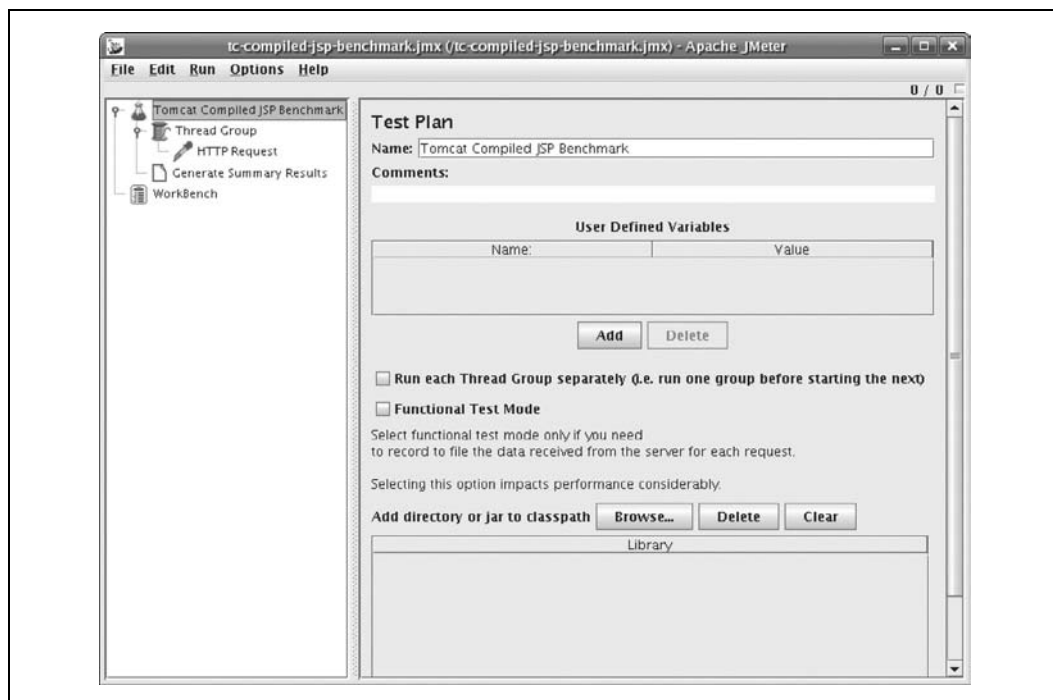 tc-compiled-jsp-benchmark.jmx (/tc-compiled-jsp-benchmark.jmx) - Apache JMeter
File Edit Run Options Help
0 / 0
Tomcat Compiled JSP Benchmark
Thread Group
HTTP Request
Generate Summary Results
WorkBench
Test Plan
Name: Tomcat Compiled JSP Benchmark
Comments:
User Defined Variables
Name: Value
Add Delete
Run each Thread Group separately (i.e. run one group before starting the next)
Functional Test Mode
Select functional test mode only if you need
to record to file the data received from the server for each request.
Selecting this option impacts performance considerably.
Add directory or jar to classpath Browse... Delete Clear
Library